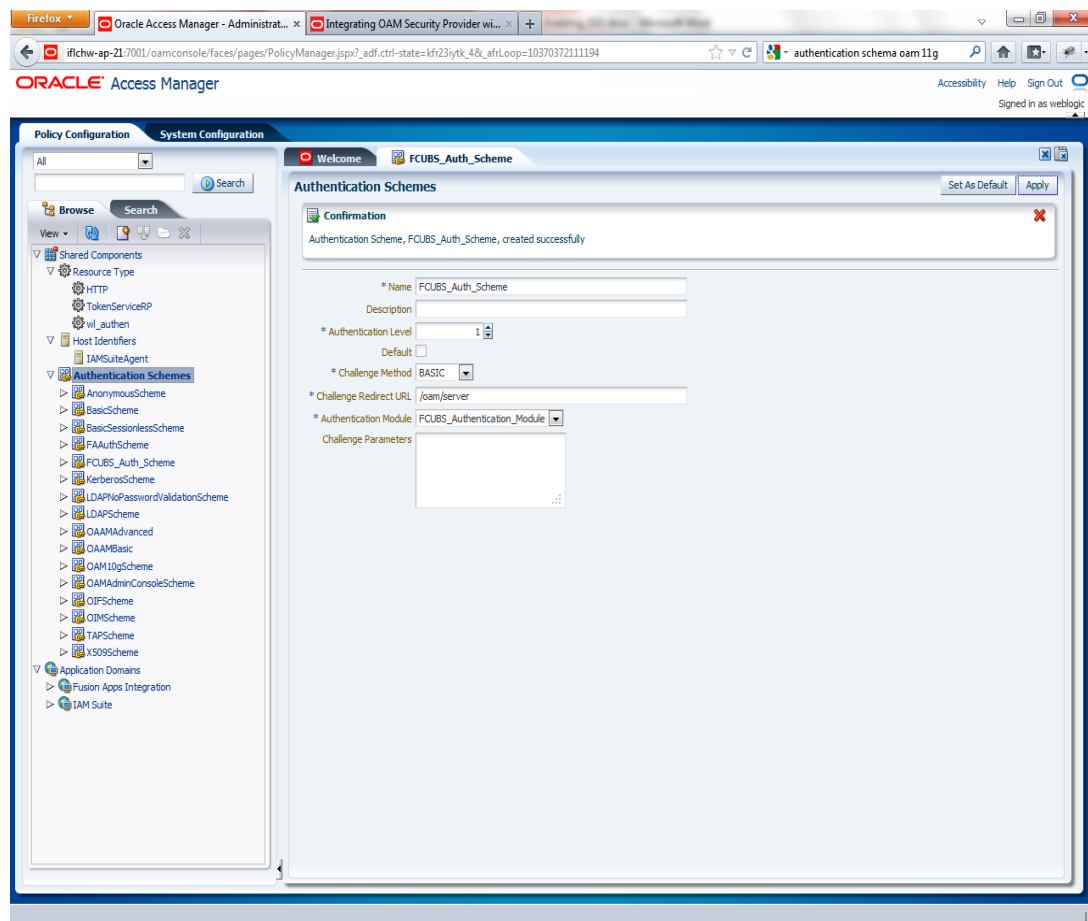 Firefox
Oracle Access Manager - Administrat... ×
Integrating OAM Security Provider wi... ×
+
iflchw-ap-21:7001/oamconsole/faces/pages/PolicyManager.jspx?_adf.ctrl-state=kfr23iytk_4&_afrLoop=10370372111194
authentication schema oam 11g
ORACLE Access Manager
Accessibility Help Sign Out
Signed in as weblogic
Policy Configuration System Configuration
All
Search
Browse Search
View
Shared Components
Resource Type
HTTP
TokenServiceRP
wl_authen
Host Identifiers
IAMSuiteAgent
Authentication Schemes
AnonymousScheme
BasicScheme
BasicSessionlessScheme
FAAuthScheme
FCUBS_Auth_Scheme
KerberosScheme
LDAPNoPasswordValidationScheme
LDAPScheme
OAAMAdvanced
OAAMBasic
OAM10gScheme
OAMAdminConsoleScheme
OIFScheme
OIMScheme
TAPScheme
X509Scheme
Application Domains
Fusion Apps Integration
IAM Suite
Welcome FCUBS_Auth_Scheme
Authentication Schemes
Set As Default Apply
Confirmation
Authentication Scheme, FCUBS_Auth_Scheme, created successfully
* Name FCUBS_Auth_Scheme
Description
* Authentication Level 1
Default
* Challenge Method BASIC
* Challenge Redirect URL /oam/server
* Authentication Module FCUBS_Authentication_Module
Challenge Parameters